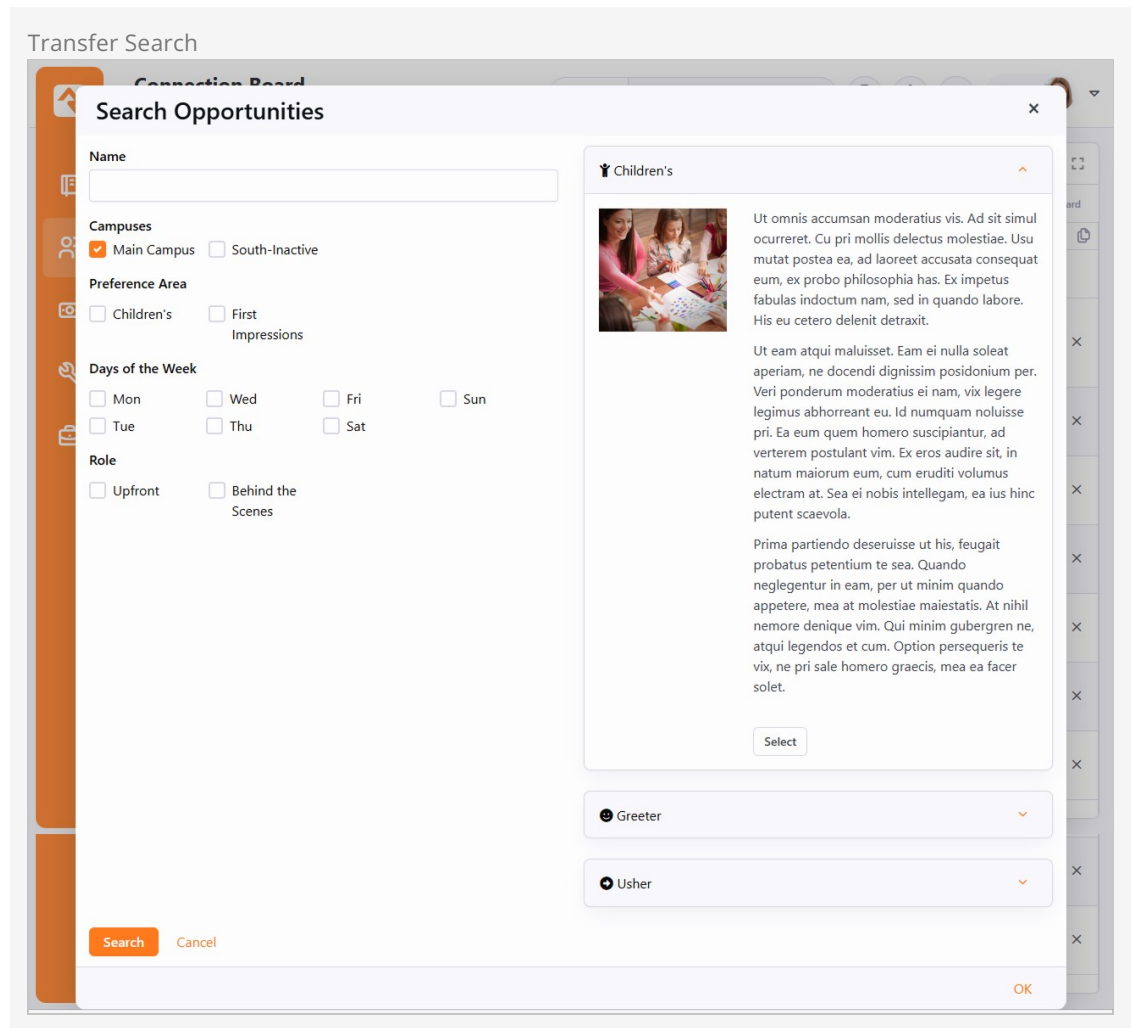 Transfer Search
Connection Board
Search Opportunities
Name
Campuses
Main Campus
South-Inactive
Preference Area
Children's
First
Impressions
Days of the Week
Mon
Wed
Fri
Sun
Tue
Thu
Sat
Role
Upfront
Behind the
Scenes
Children's
Ut omnis accumsan moderatius vis. Ad sit simul
ocurreret. Cu pri mollis delectus molestiae. Usu
mutat postea ea, ad laoreet accusata consequat
eum, ex probo philosophia has. Ex impetus
fabulas indoctum nam, sed in quando labore.
His eu cetero delenit detraxit.
Ut eam atqui maluisset. Eam ei nulla soleat
aperiam, ne docendi dignissim posidonium per.
Veri ponderum moderatius ei nam, vix legere
legimus abhorreant eu. Id numquam noluisse
pri. Ea eum quem homero suscipiantur, ad
verterem postulant vim. Ex eros audire sit, in
natum maiorum eum, cum eruditi volumus
electram at. Sea ei nobis intellegam, ea ius hinc
putent scaevola.
Prima partiendo deseruisse ut his, feugait
probatus petentium te sea. Quando
neglegentur in eam, per ut minim quando
appetere, mea at molestiae maiestatis. At nihil
nemore denique vim. Qui minim gubergren ne,
atqui legendos et cum. Option persequeris te
vix, ne pri sale homero graecis, mea ea facer
solet.
Select
Greeter
Usher
Search
Cancel
OK